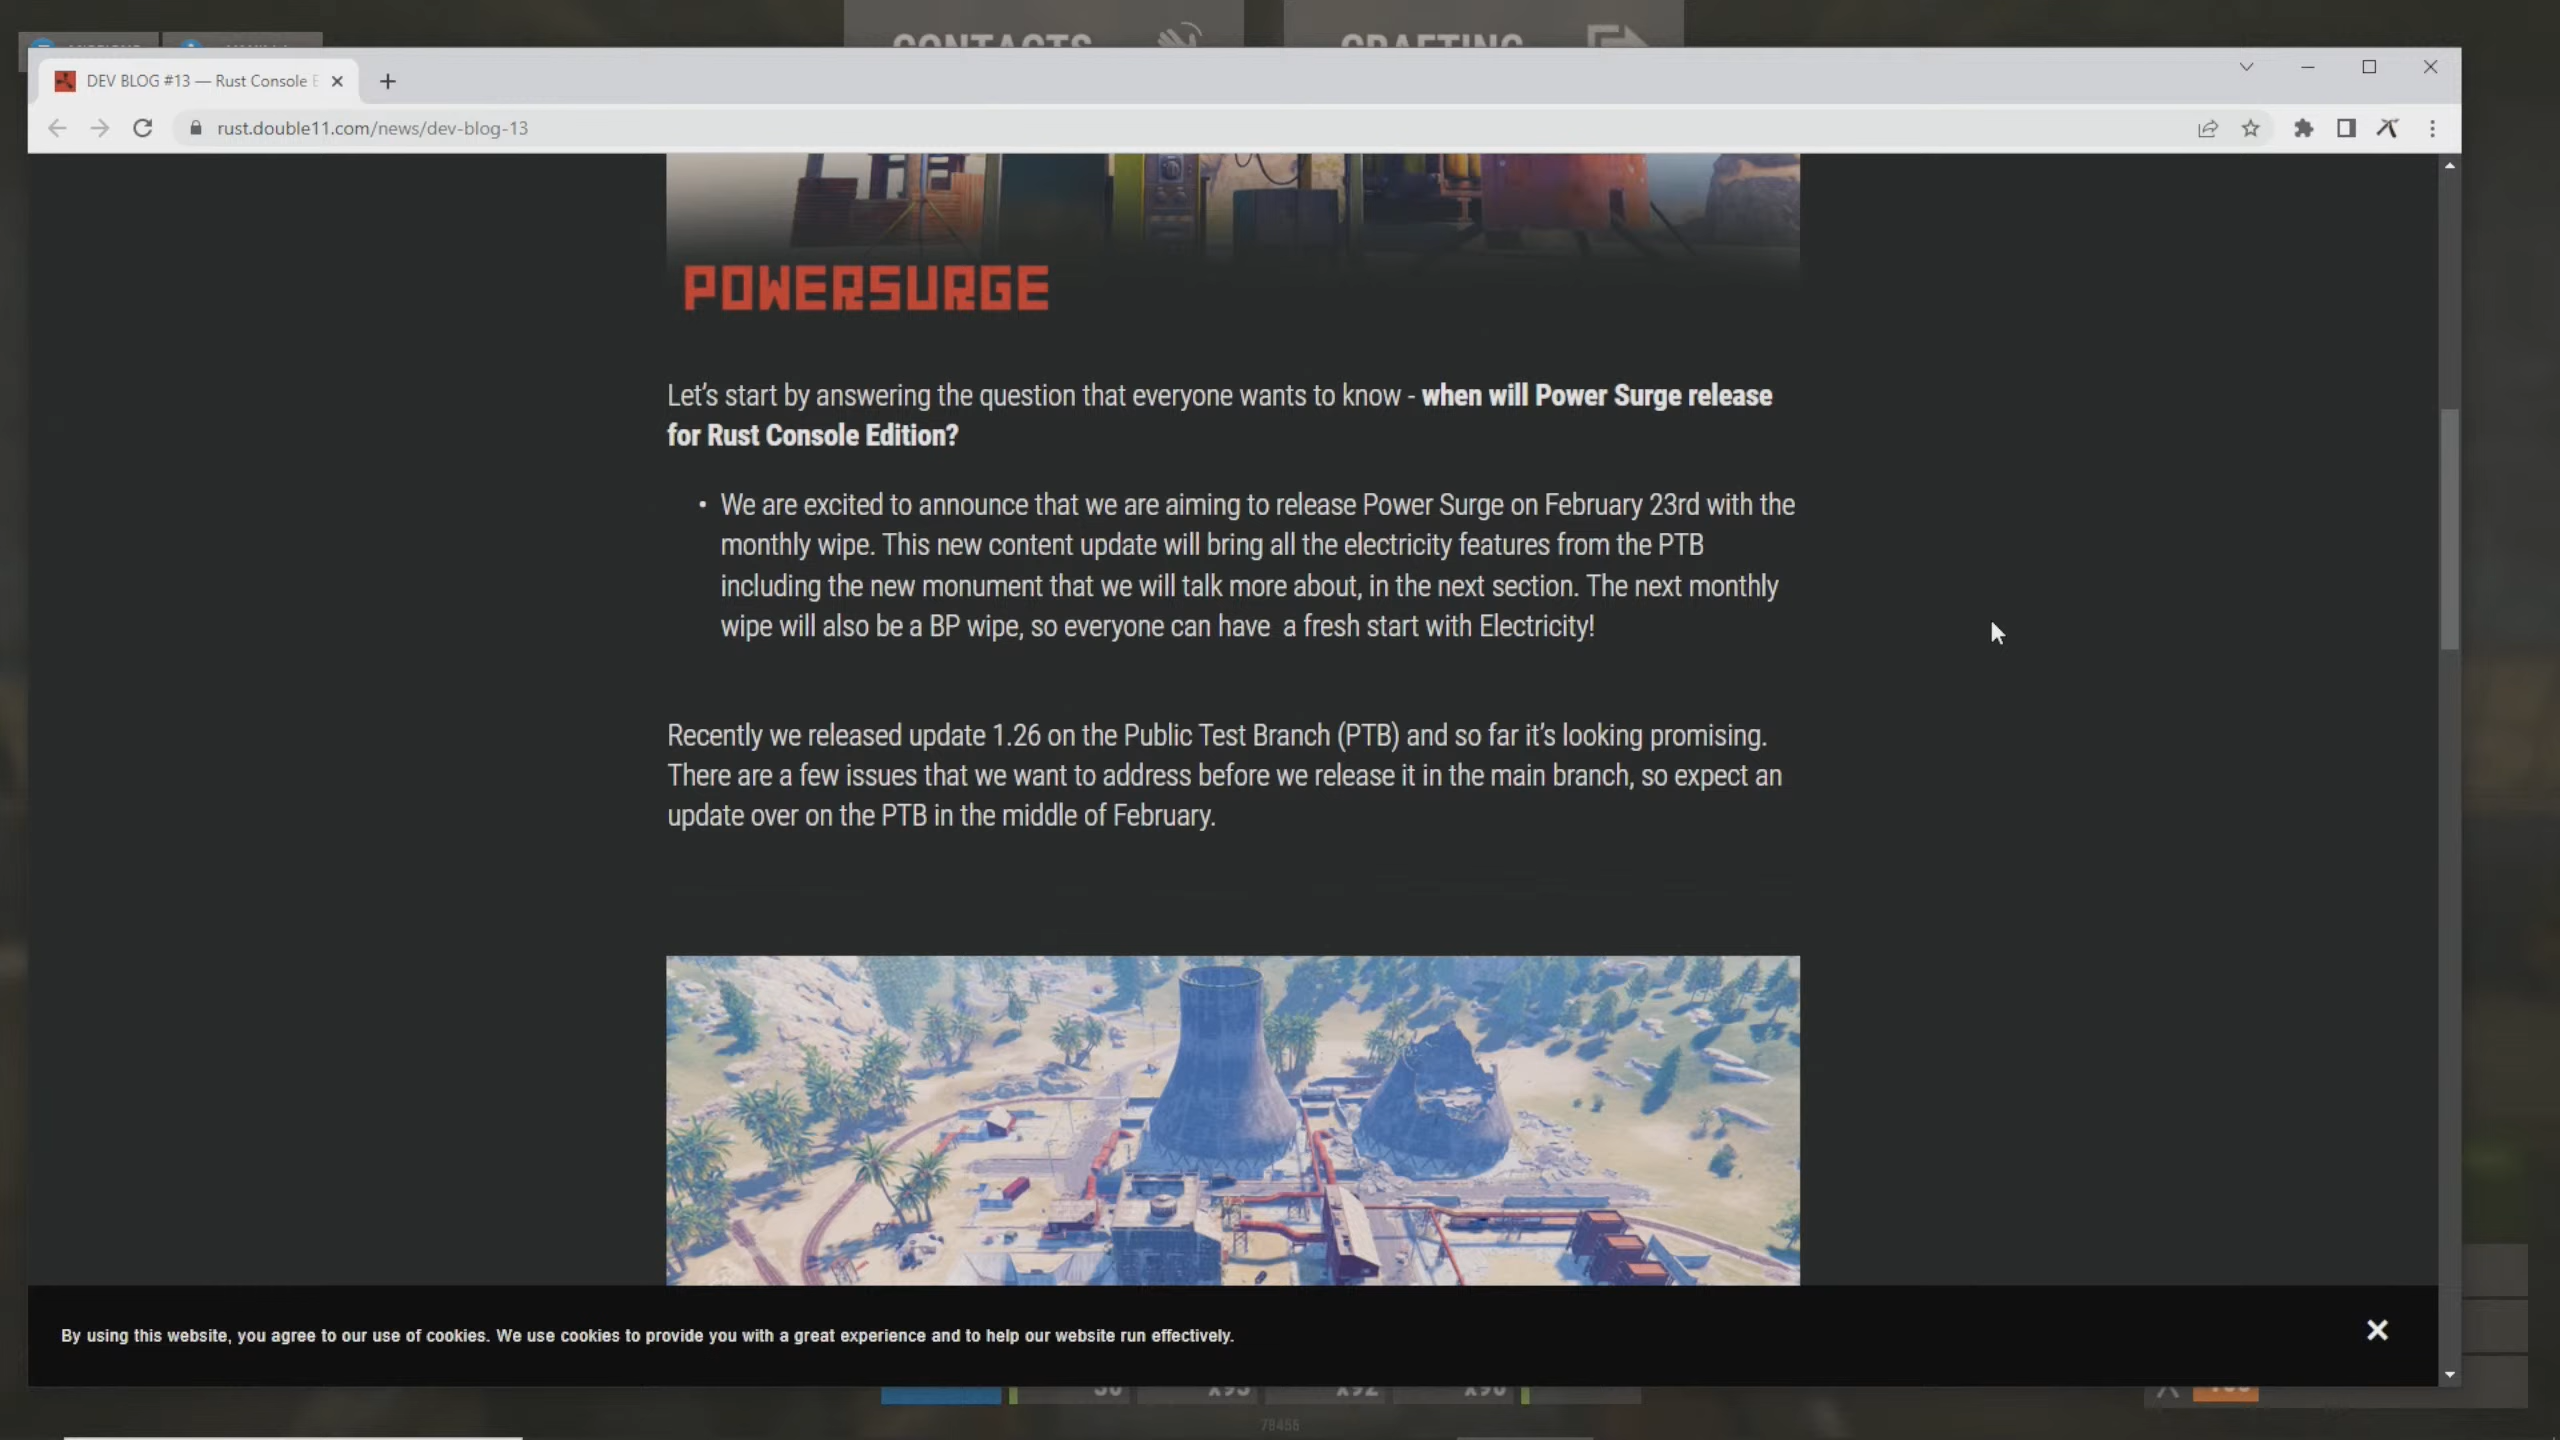 CONTACTS
CRAFTING
DEV BLOG #13 — Rust Console E
rust.double11.com/news/dev-blog-13
POWERSURGE
Let's start by answering the question that everyone wants to know - when will Power Surge release
for Rust Console Edition?
• We are excited to announce that we are aiming to release Power Surge on February 23rd with the
monthly wipe. This new content update will bring all the electricity features from the PTB
including the new monument that we will talk more about, in the next section. The next monthly
wipe will also be a BP wipe, so everyone can have  a fresh start with Electricity!
Recently we released update 1.26 on the Public Test Branch (PTB) and so far it's looking promising.
There are a few issues that we want to address before we release it in the main branch, so expect an
update over on the PTB in the middle of February.
By using this website, you agree to our use of cookies. We use cookies to provide you with a great experience and to help our website run effectively.
x92
78456